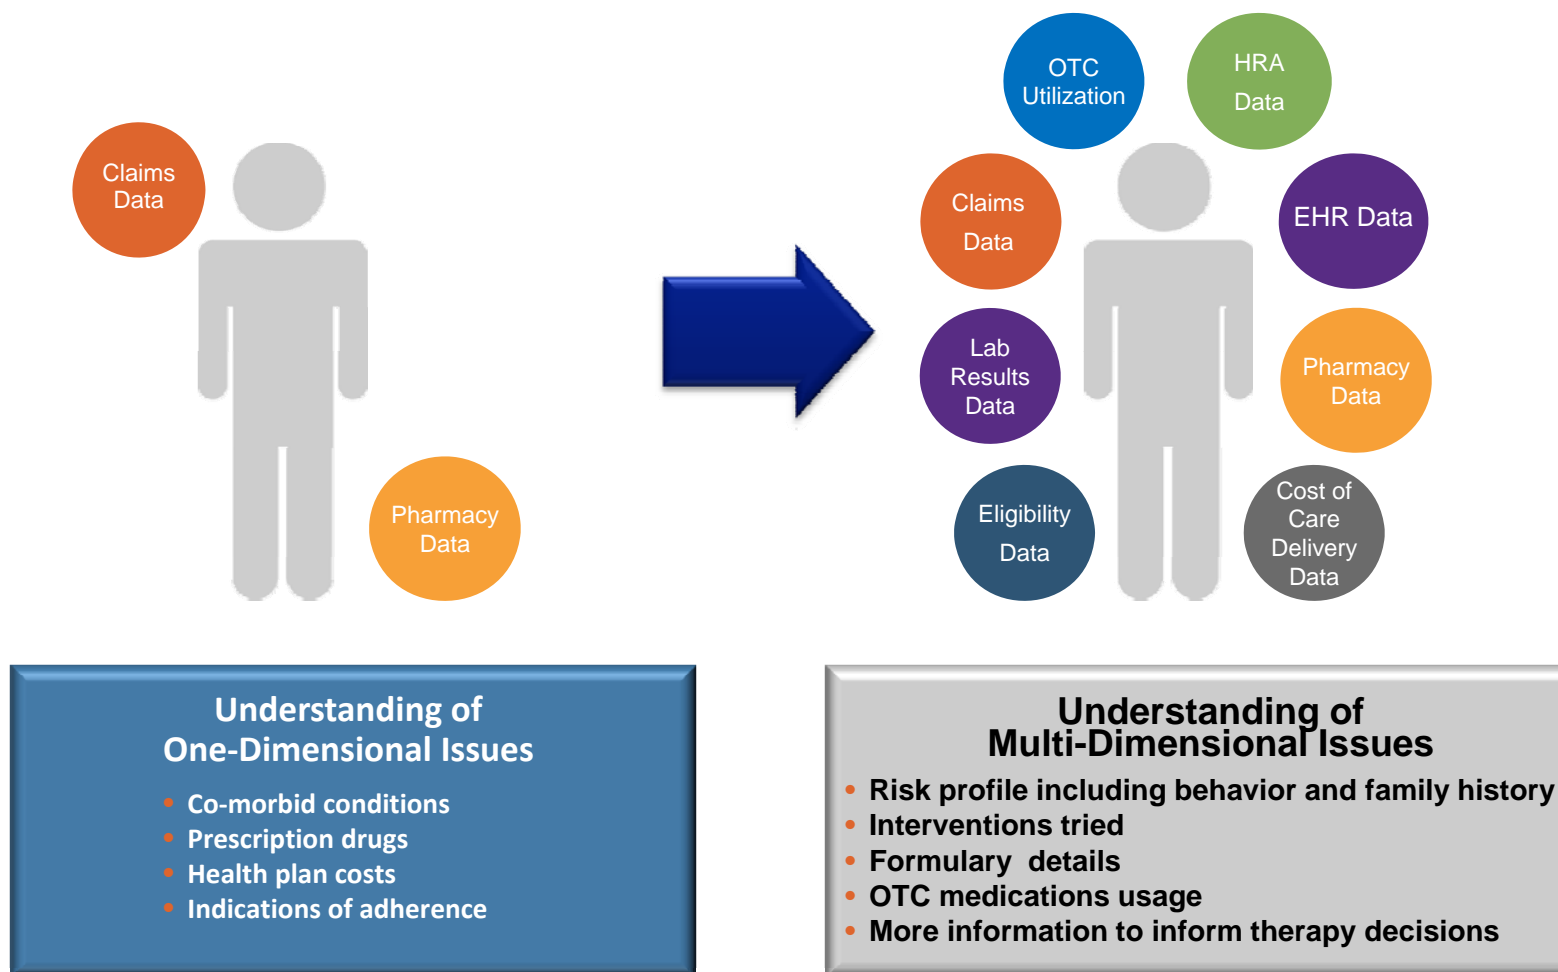 Claims
Data
Pharmacy
Data
OTC
Utilization
HRA
Data
Claims
Data
EHR Data
Lab
Results
Data
Pharmacy
Data
Eligibility
Data
Cost of
Care
Delivery
Data
Understanding of
One-Dimensional Issues
• Co-morbid conditions
• Prescription drugs
• Health plan costs
• Indications of adherence
Understanding of
Multi-Dimensional Issues
• Risk profile including behavior and family history
• Interventions tried
• Formulary details
• OTC medications usage
• More information to inform therapy decisions